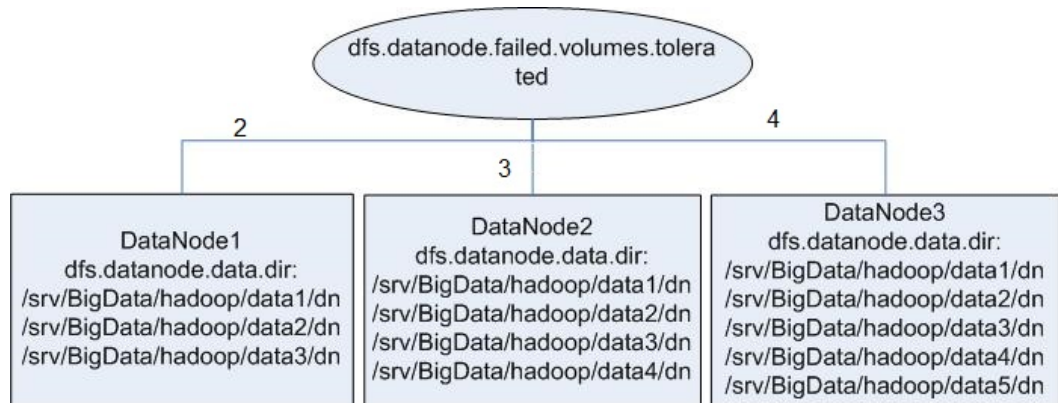 dfs.datanode.failed.volumes.tolera
ted
2
3
4
DataNode1
dfs.datanode.data.dir:
/srv/BigData/hadoop/data1/dn
/srv/BigData/hadoop/data2/dn
/srv/BigData/hadoop/data3/dn
DataNode2
dfs.datanode.data.dir:
/srv/BigData/hadoop/data1/dn
/srv/BigData/hadoop/data2/dn
/srv/BigData/hadoop/data3/dn
/srv/BigData/hadoop/data4/dn
DataNode3
dfs.datanode.data.dir:
/srv/BigData/hadoop/data1/dn
/srv/BigData/hadoop/data2/dn
/srv/BigData/hadoop/data3/dn
/srv/BigData/hadoop/data4/dn
/srv/BigData/hadoop/data5/dn